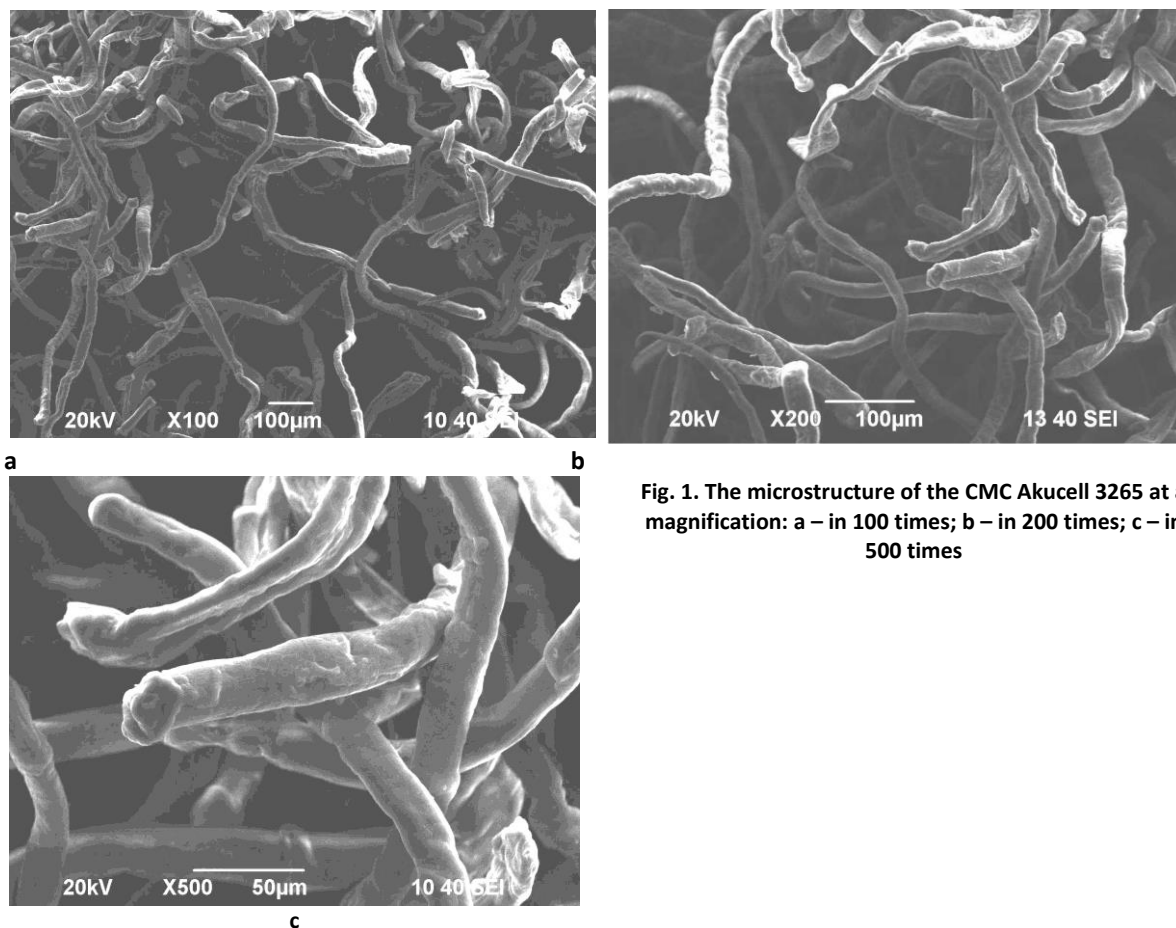 20kV X100 100µm 10 40 SEI
20kV X200 100µm 13 40 SEI
a
b
Fig. 1. The microstructure of the CMC Akucell 3265 at
magnification: a – in 100 times; b – in 200 times; c – in
500 times
20kV X500 50µm 10 40 SEI
c